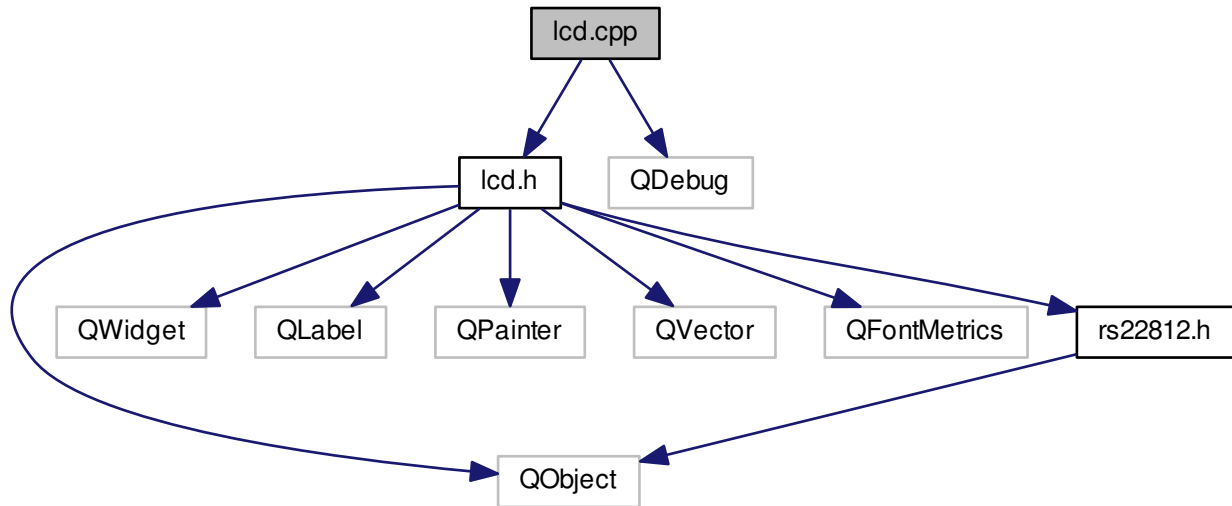 lcd.cpp
lcd.h
QDebug
QWidget
QLabel
QPainter
QVector
QFontMetrics
rs22812.h
QObject